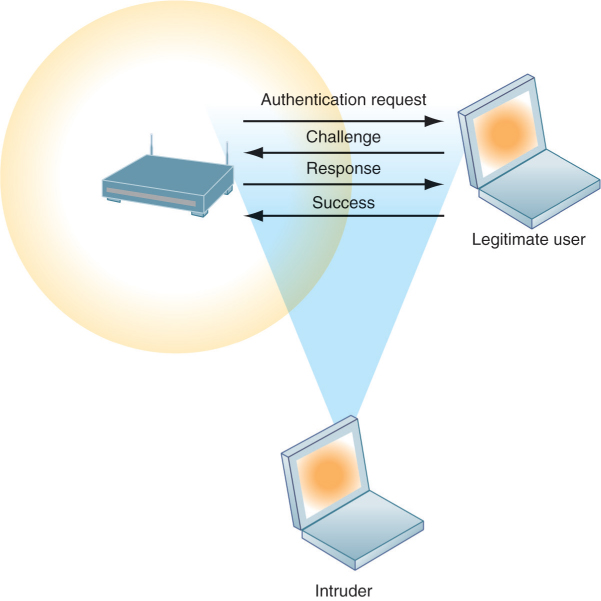 Authentication request
Challenge
Response
Success
Legitimate user
Intruder